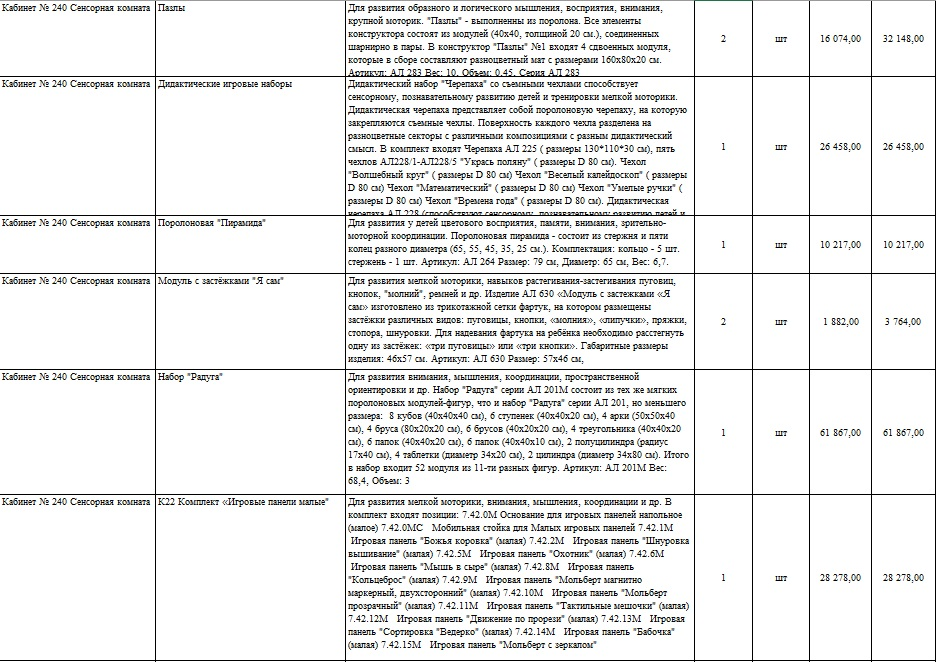 Кабинет № 240 Сенсорная комната
Пазлы
Для развития образного и логического мышления, восприятия, внимания,
крупной моторик. "Пазлы" - выполненны из поролона. Все элементы
конструктора состоят из модулей (40х40, толщиной 20 см.), соединенных
шарнирно в пары. В конструктор "Пазлы" №1 входят 4 сдвоенных модуля,
которые в сборе составляют разноцветный мат с размерами 160х80х20 см.
Артикул: АЛ 283 Вес: 10, Объем: 0,45, Серия АЛ 283
2
шт
16 074,00
32 148,00
Кабинет № 240 Сенсорная комната
Дидактические игровые наборы
Дидактический набор "Черепаха" со съемными чехлами способствует
сенсорному, познавательному развитию детей и тренировки мелкой моторики.
Дидактическая черепаха представляет собой поролоновую черепаху, на которую
закрепляются съемные чехлы. Поверхность каждого чехла разделена на
разноцветные секторы с различными композициями с разным дидактический
смысл. В комплект входят Черепаха АЛ 225 ( размеры 130*110*30 см), пять
чехлов АЛ228/1-АЛ228/5 "Укрась поляну" ( размеры D 80 см). Чехол
"Волшебный круг" ( размеры D 80 см) Чехол "Веселый калейдоскоп" ( размеры
D 80 см) Чехол "Математический" ( размеры D 80 см) Чехол "Умелые ручки" (
размеры D 80 см) Чехол "Времена года" ( размеры D 80 см). Дидактическая
черепаха АЛ 228 (способствуют сенсорному, познавательному развитию детей и
1
шт
26 458,00
26 458,00
Кабинет № 240 Сенсорная комната
Поролоновая "Пирамида"
Для развития у детей цветового восприятия, памяти, внимания, зрительно-
моторной координации. Поролоновая пирамида - состоит из стержня и пяти
колец разного диаметра (65, 55, 45, 35, 25 см.). Комплектация: кольцо - 5 шт.
стержень - 1 шт. Артикул: АЛ 264 Размер: 79 см, Диаметр: 65 см, Вес: 6,7.
1
шт
10 217,00
10 217,00
Кабинет № 240 Сенсорная комната
Модуль с застёжками "Я сам"
Для развития мелкой моторики, навыков растегивания-застегивания пуговиц,
кнопок, "молний", ремней и др. Изделие АЛ 630 «Модуль с застежками «Я
сам» изготовлено из трикотажной сетки фартук, на котором размещены
застёжки различных видов: пуговицы, кнопки, «молния», «липучки», пряжки,
стопора, шнуровки. Для надевания фартука на ребёнка необходимо расстегнуть
одну из застёжек: «три пуговицы» или «три кнопки». Габаритные размеры
изделия: 46х57 см. Артикул: АЛ 630 Размер: 57х46 см,
2
шт
1 882,00
3 764,00
Кабинет № 240 Сенсорная комната
Набор "Радуга"
Для развития внимания, мышления, координации, пространственной
ориентировки и др. Набор "Радуга" серии АЛ 201М состоит из тех же мягких
поролоновых модулей-фигур, что и набор "Радуга" серии АЛ 201, но меньшего
размера: 8 кубов (40х40х40 см), 6 ступенек (40х40х20 см), 4 арки (50х50х40
см), 4 бруса (80х20х20 см), 6 брусов (40х20х20 см), 4 треугольника (40х40х20
см), 6 папок (40х40х20 см), 6 папок (40х40х10 см), 2 полуцилиндра (радиус
17х40 см), 4 таблетки (диаметр 34х20 см), 2 цилиндра (диаметр 34х80 см). Итого
в набор входит 52 модуля из 11-ти разных фигур. Артикул: АЛ 201М Вес:
68,4, Объем: 3
1
шт
61 867,00
61 867,00
Кабинет № 240 Сенсорная комната
К22 Комплект «Игровые панели малые"
Для развития мелкой моторики, внимания, мышления, координации и др. В
комплект входят позиции: 7.42.0М Основание для игровых панелей напольное
(малое) 7.42.0МС Мобильная стойка для Малых игровых панелей 7.42.1М
Игровая панель "Божья коровка" (малая) 7.42.2М Игровая панель "Шнуровка
вышивание" (малая) 7.42.5М Игровая панель "Охотник" (малая) 7.42.6М
Игровая панель "Мышь в сыре" (малая) 7.42.8М Игровая панель
"Кольцеброс" (малая) 7.42.9М Игровая панель "Мольберт магнитно
маркерный, двухсторонний" (малая) 7.42.10М Игровая панель "Мольберт
прозрачный" (малая) 7.42.11М Игровая панель "Тактильные мешочки" (малая)
7.42.12М Игровая панель "Движение по прорези" (малая) 7.42.13М Игровая
панель "Сортировка "Ведерко" (малая) 7.42.14М Игровая панель "Бабочка"
(малая) 7.42.15М Игровая панель "Мольберт с зеркалом"
1
шт
28 278,00
28 278,00